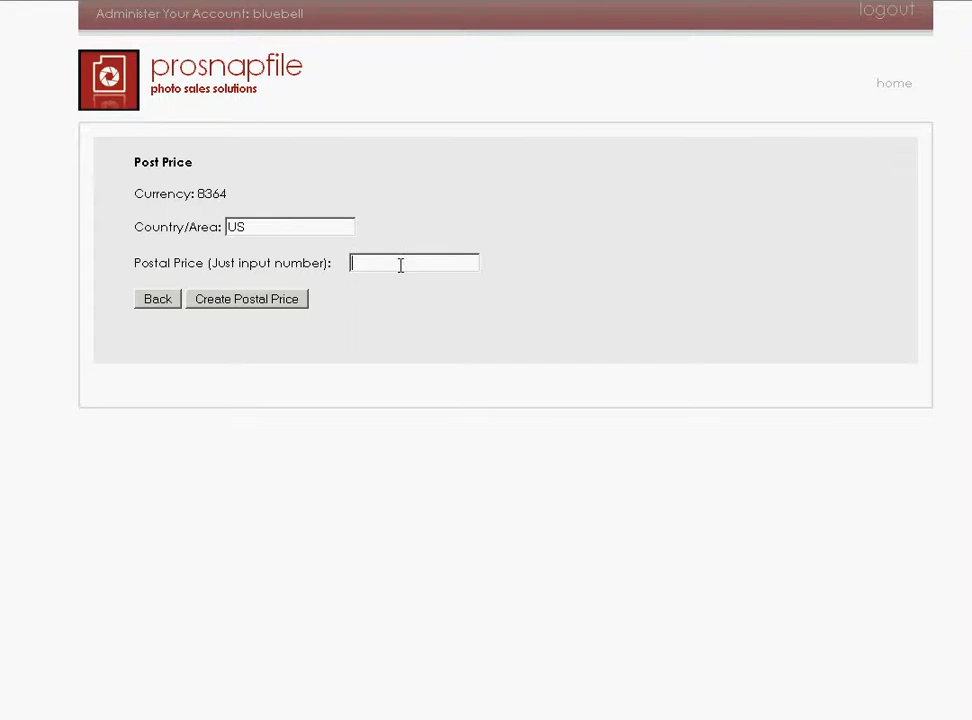 Administer Your Account: bluebell
logout
prosnapfile
photo sales solutions
home
Post Price
Currency: 8364
Country/Area: US
Postal Price (Just input number):
Back Create Postal Price